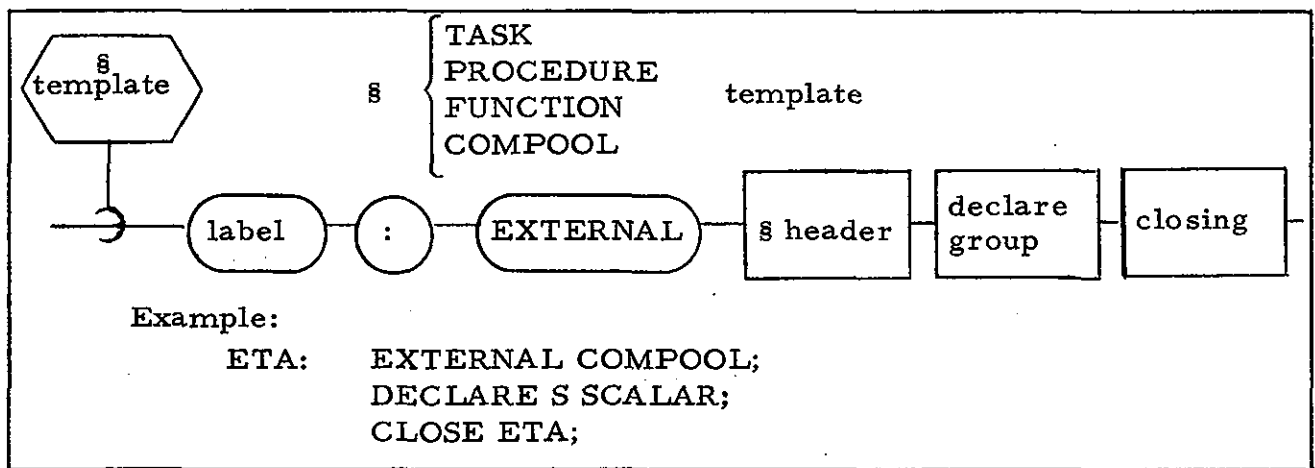 §
template
§
TASK
PROCEDURE
FUNCTION
COMPOOL
template
label
:
EXTERNAL
§ header
declare
group
closing
Example:
ETA: EXTERNAL COMPOOL;
DECLARE S SCALAR;
CLOSE ETA;